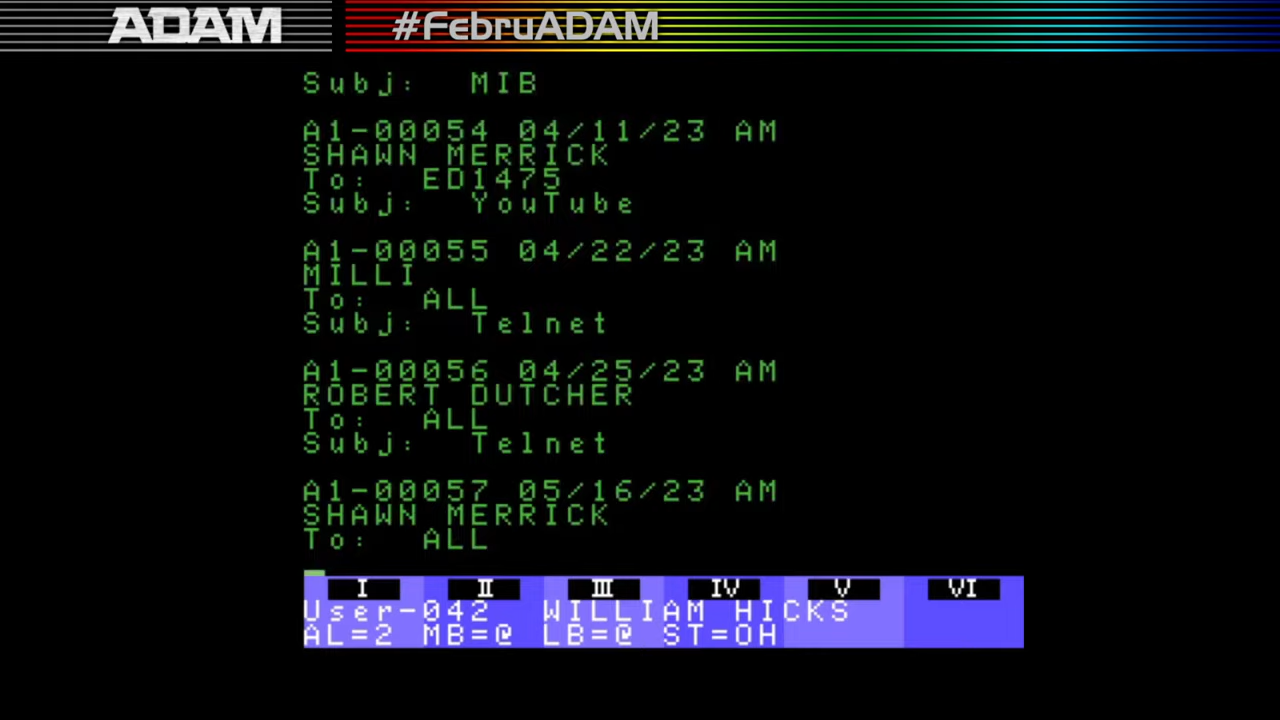 ADAM #FebruADAM
Subj: MIB
A1-00054 04/11/23 AM
SHAWN MERRICK
To: ED1475
Subj: YouTube
A1-00055 04/22/23 AM
MILLI
To: ALL
Subj: Telnet
A1-00056 04/25/23 AM
ROBERT DUTCHER
To: ALL
Subj: Telnet
A1-00057 05/16/23 AM
SHAWN MERRICK
To: ALL
I II III IV V VI
User-042 WILLIAM HICKS
AL=2 MB=@ LB=@ ST=OH